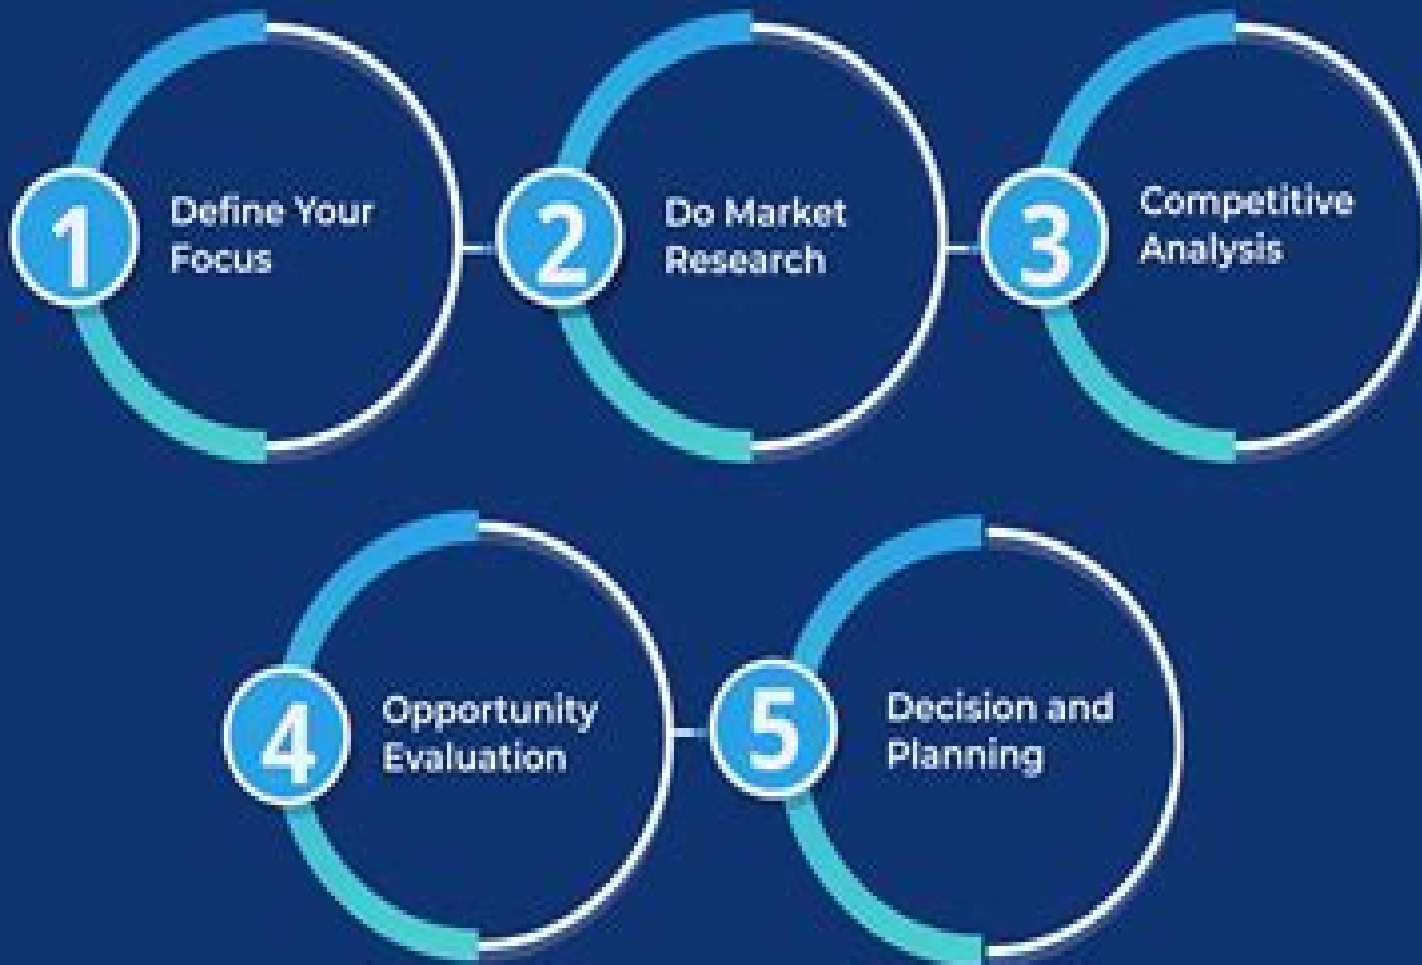 1
Define Your
Focus
2
Do Market
Research
3
Competitive
Analysis
4
Opportunity
Evaluation
5
Decision and
Planning